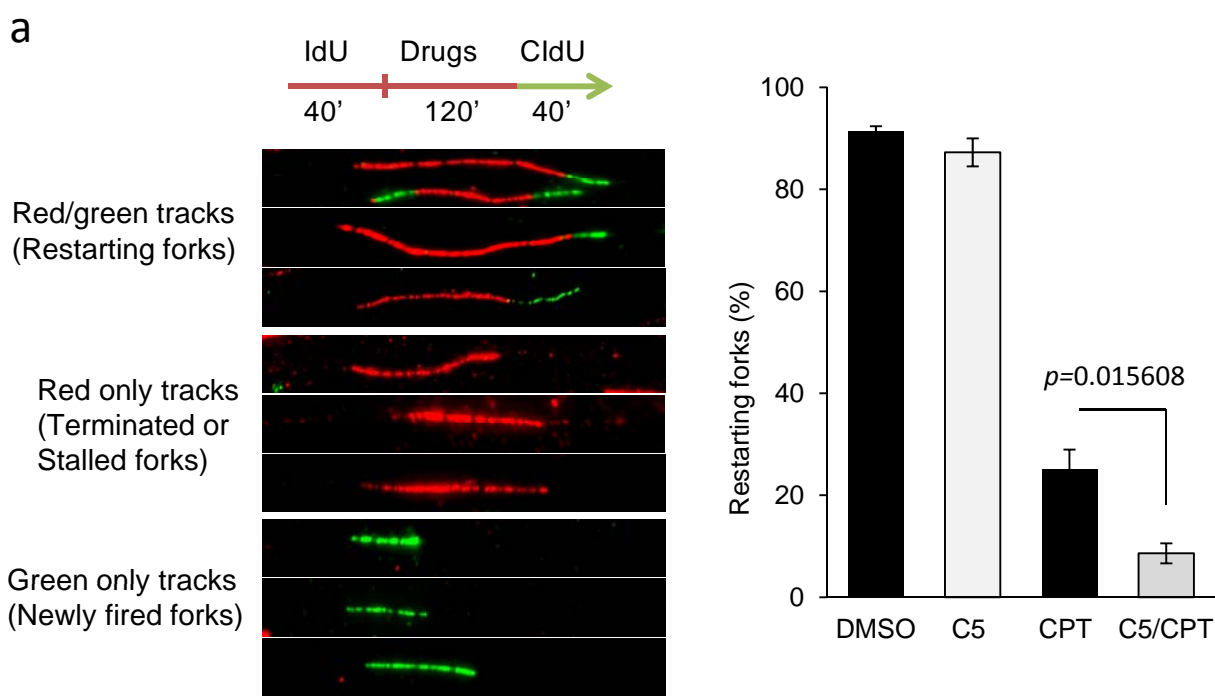 a
IdU Drugs CldU
40’ 120’ 40’
Red/green tracks
(Restarting forks)
Red only tracks
(Terminated or
Stalled forks)
Green only tracks
(Newly fired forks)
Restarting forks (%)
100
80
60
40
20
0
p=0.015608
DMSO C5 CPT C5/CPT